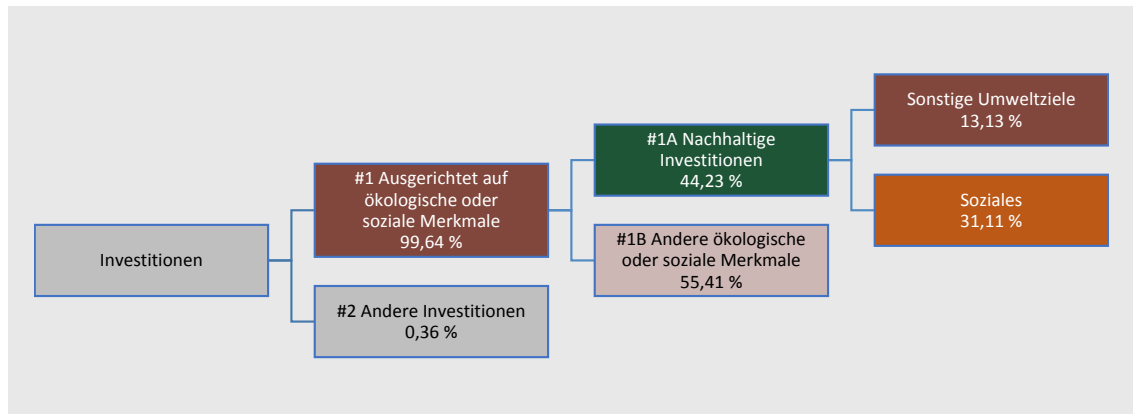 Investitionen
#1 Ausgerichtet auf
ökologische oder
soziale Merkmale
99,64 %
#2 Andere Investitionen
0,36 %
#1A Nachhaltige
Investitionen
44,23 %
#1B Andere ökologische
oder soziale Merkmale
55,41 %
Sonstige Umweltziele
13,13 %
Soziales
31,11 %